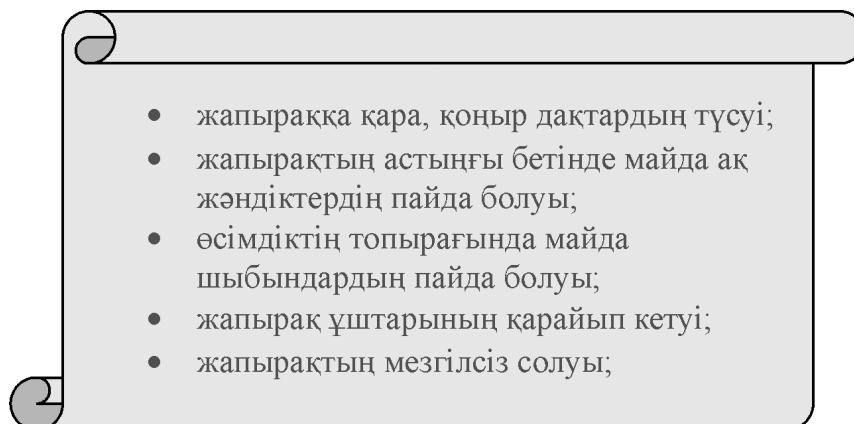 • жапыраққа қара, қоңыр дақтардың түсуі;
• жапырақтың астыңғы бетінде майда ақ
жәндіктердің пайда болуы;
• өсімдіктің топырағында майда
шыбындардың пайда болуы;
• жапырақ ұштарының қарайып кетуі;
• жапырақтың мезгілсіз солуы;